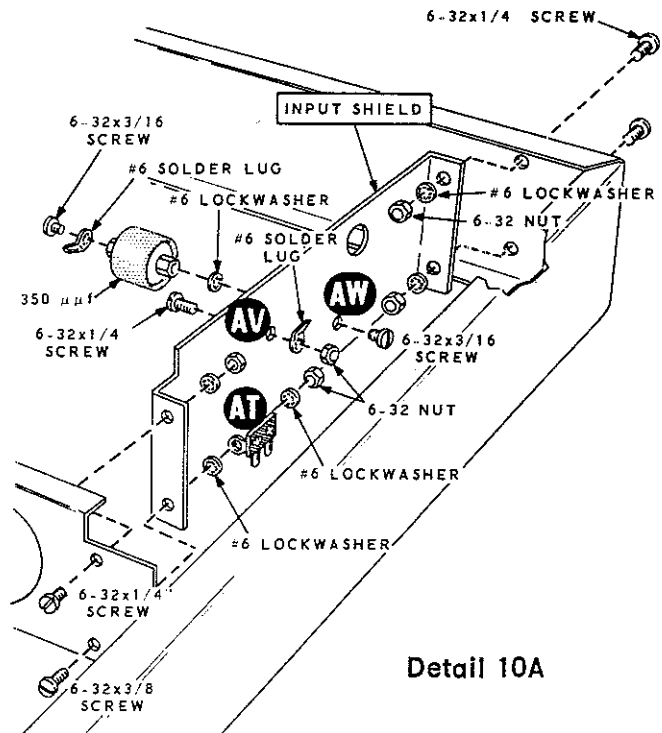 6-32x1/4 SCREW
INPUT SHIELD
6-32x3/16
SCREW
#6 SOLDER LUG
#6 LOCKWASHER
#6 LOCKWASHER
6-32 NUT
#6 SOLDER
LUG
350 μμf
6-32x1/4
SCREW
AV
AW
6-32x3/16
SCREW
AT
6-32 NUT
#6 LOCKWASHER
#6 LOCKWASHER
6-32x1/4"
SCREW
6-32x3/8
SCREW
Detail 10A